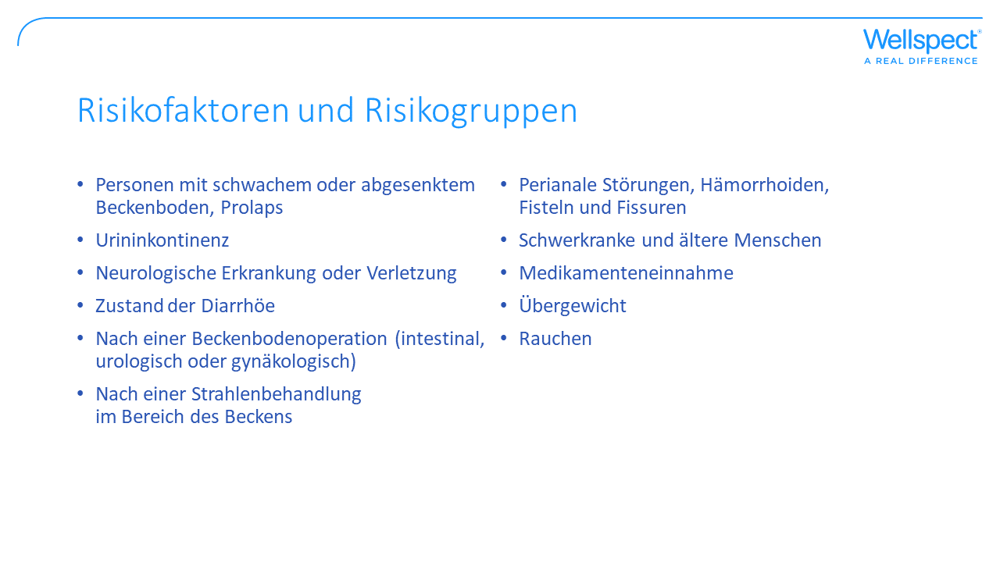 Wellspect®
A REAL DIFFERENCE
Risikofaktoren und Risikogruppen
• Personen mit schwachem oder abgesenktem
Beckenboden, Prolaps
• Urininkontinenz
• Neurologische Erkrankung oder Verletzung
• Zustand der Diarrhöe
• Nach einer Beckenbodenoperation (intestinal,
urologisch oder gynäkologisch)
• Nach einer Strahlenbehandlung
im Bereich des Beckens
• Perianale Störungen, Hämorrhoiden,
Fisteln und Fissuren
• Schwerkranke und ältere Menschen
• Medikamenteneinnahme
• Übergewicht
• Rauchen